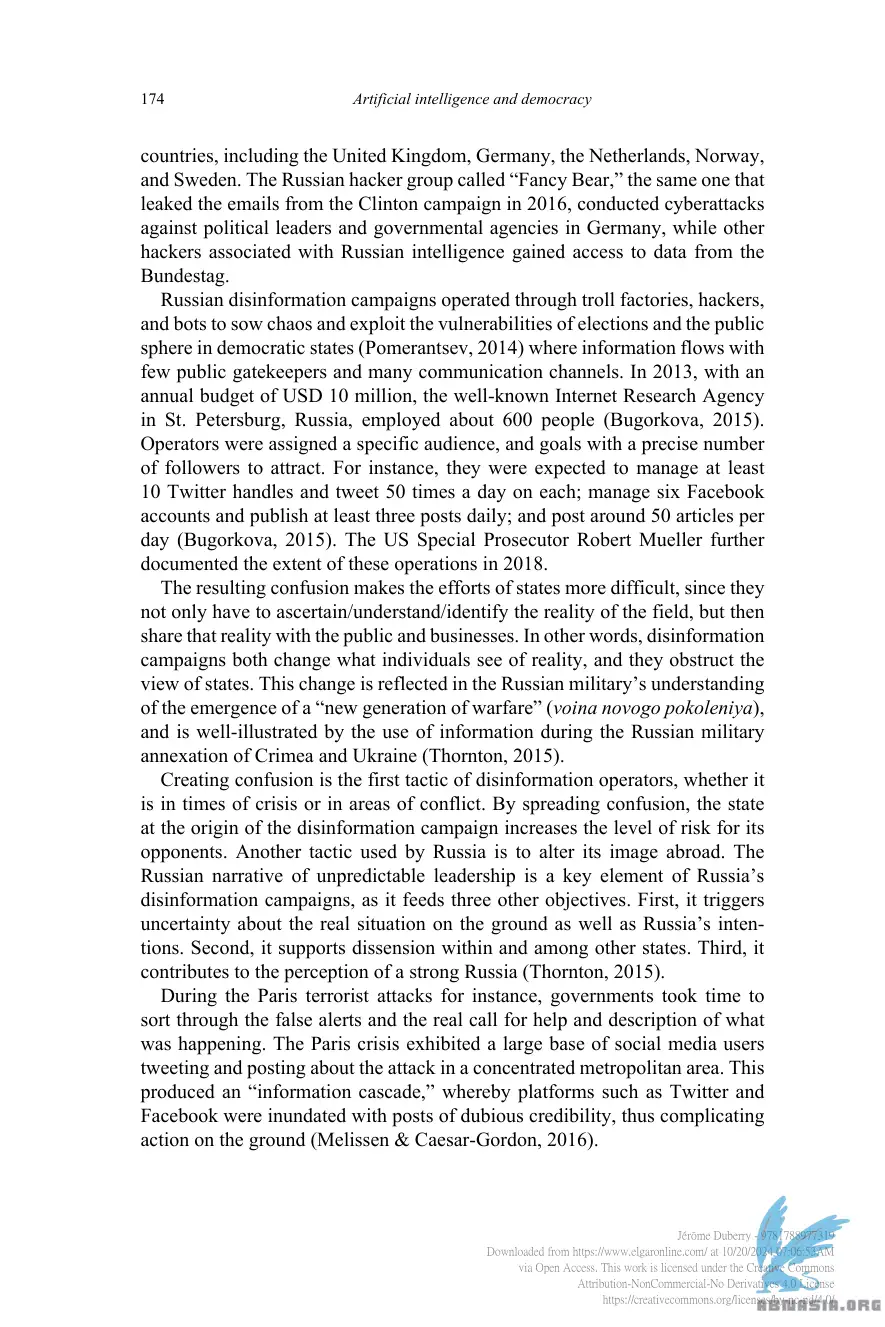 174 Artificial intelligence and democracy
countries, including the United Kingdom, Germany, the Netherlands, Norway,
and Sweden. The Russian hacker group called “Fancy Bear,” the same one that
leaked the emails from the Clinton campaign in 2016, conducted cyberattacks
against political leaders and governmental agencies in Germany, while other
hackers associated with Russian intelligence gained access to data from the
Bundestag.
Russian disinformation campaigns operated through troll factories, hackers,
and bots to sow chaos and exploit the vulnerabilities of elections and the public
sphere in democratic states (Pomerantsev, 2014) where information flows with
few public gatekeepers and many communication channels. In 2013, with an
annual budget of USD 10 million, the well-known Internet Research Agency
in St. Petersburg, Russia, employed about 600 people (Bugorkova, 2015).
Operators were assigned a specific audience, and goals with a precise number
of followers to attract. For instance, they were expected to manage at least
10 Twitter handles and tweet 50 times a day on each; manage six Facebook
accounts and publish at least three posts daily; and post around 50 articles per
day (Bugorkova, 2015). The US Special Prosecutor Robert Mueller further
documented the extent of these operations in 2018.
The resulting confusion makes the efforts of states more difficult, since they
not only have to ascertain/understand/identify the reality of the field, but then
share that reality with the public and businesses. In other words, disinformation
campaigns both change what individuals see of reality, and they obstruct the
view of states. This change is reflected in the Russian military’s understanding
of the emergence of a “new generation of warfare” (voina novogo pokoleniya),
and is well-illustrated by the use of information during the Russian military
annexation of Crimea and Ukraine (Thornton, 2015).
Creating confusion is the first tactic of disinformation operators, whether it
is in times of crisis or in areas of conflict. By spreading confusion, the state
at the origin of the disinformation campaign increases the level of risk for its
opponents. Another tactic used by Russia is to alter its image abroad. The
Russian narrative of unpredictable leadership is a key element of Russia’s
disinformation campaigns, as it feeds three other objectives. First, it triggers
uncertainty about the real situation on the ground as well as Russia’s inten-
tions. Second, it supports dissension within and among other states. Third, it
contributes to the perception of a strong Russia (Thornton, 2015).
During the Paris terrorist attacks for instance, governments took time to
sort through the false alerts and the real call for help and description of what
was happening. The Paris crisis exhibited a large base of social media users
tweeting and posting about the attack in a concentrated metropolitan area. This
produced an “information cascade,” whereby platforms such as Twitter and
Facebook were inundated with posts of dubious credibility, thus complicating
action on the ground (Melissen & Caesar-Gordon, 2016).
Jérôme Duberry - 9781788977319
Downloaded from https://www.elgaronline.com/ at 10/20/2024 07:06:52AM
via Open Access. This work is licensed under the Creative Commons
Attribution-NonCommercial-No Derivatives 4.0 License
https://creativecommons.org/licenses/by-nc-nd/4.0/
ABTWASIA.ORG